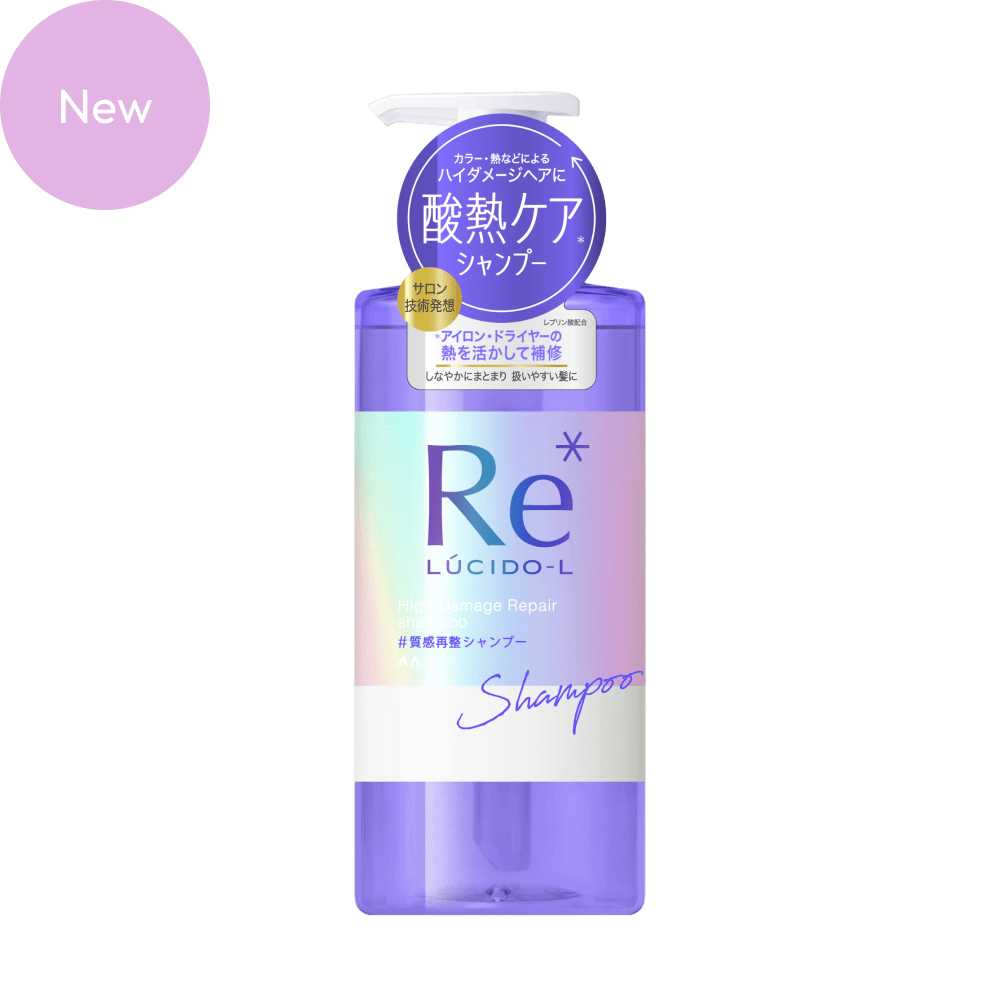 New
カラー・熱などによる
ハイダメージヘアに
酸熱ケア*
シャンプー
サロン
技術発想
レブリン酸配合
*アイロン・ドライヤーの
熱を活かして補修
しなやかにまとまり 扱いやすい髪に
Re*
LÚCIDO-L
High Damage Repair
shampoo
#質感再整シャンプー
^^
Shampoo